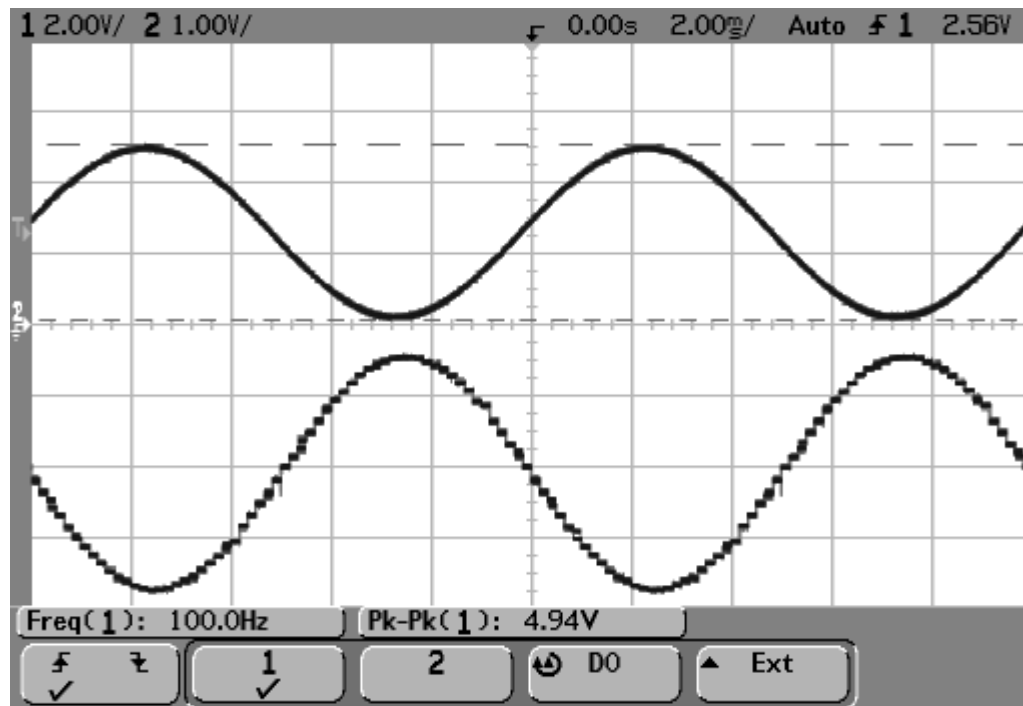 1 2.00V/ 2 1.00V/ 0.00s 2.00ms/ Auto 1 2.56V
T
Freq(1): 100.0Hz Pk-Pk(1): 4.94V
1 2 D0 Ext